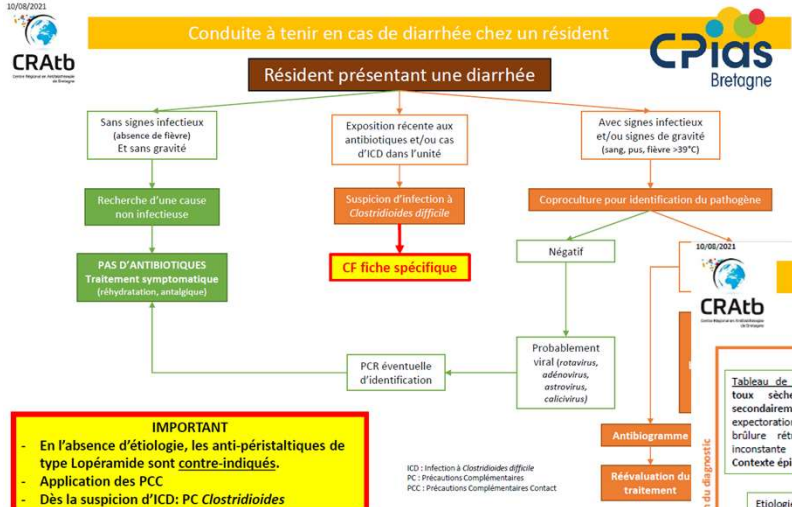 10/08/2021
CRAtb
Conduite à tenir en cas de diarrhée chez un résident
CPias
Bretagne
Résident présentant une diarrhée
Sans signes infectieux
(absence de fièvre)
Et sans gravité
Exposition récente aux
antibiotiques et/ou cas
d'ICD dans l'unité
Avec signes infectieux
et/ou signes de gravité
(sang, pus, fièvre >39°C)
Recherche d'une cause
non infectieuse
Suspicion d'infection à
Clostridioides difficile
Coproculture pour identification du pathogène
PAS D'ANTIBIOTIQUES
Traitement symptomatique
(réhydratation, antalgique)
CF fiche spécifique
Négatif
PCR éventuelle
d'identification
Probablement
viral (rotavirus,
adénovirus,
astrovirus,
calicivirus)
Antibiogramme
Réévaluation du
traitement
IMPORTANT
- En l'absence d'étiologie, les anti-péristaltiques de
type Lopéramide sont contre-indiqués.
- Application des PCC
- Dès la suspicion d'ICD: PC Clostridioides
ICD : Infection à Clostridioides difficile
PC : Précautions Complémentaires
PCC : Précautions Complémentaires Contact
10/08/2021
CRAtb
Tableau de
toux sèche
secondairem
expectoration
brûlure rét
inconstante
Contexte épi
n du diagnostic
Etiologie